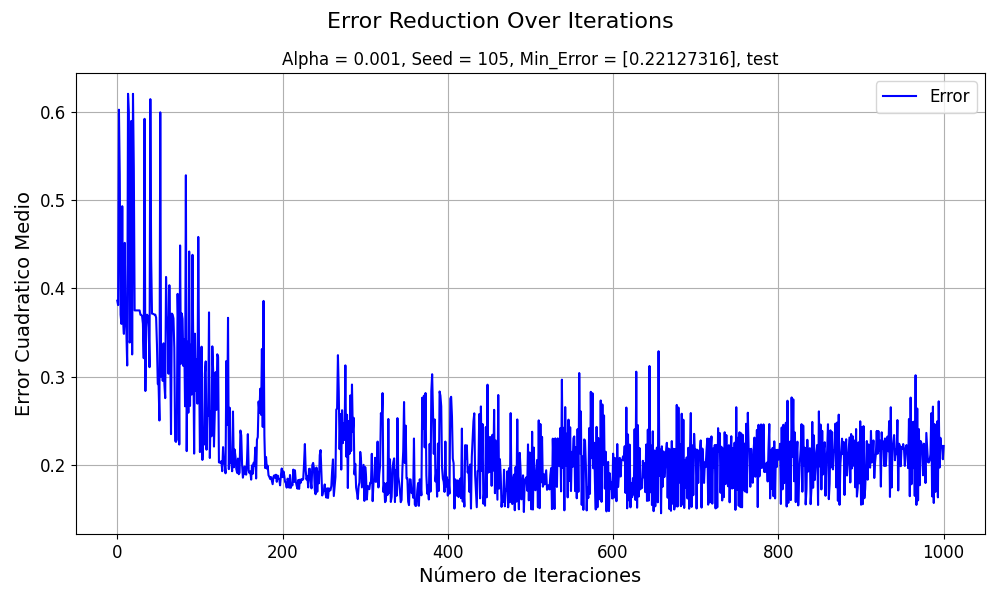 Error Reduction Over Iterations
Alpha = 0.001, Seed = 105, Min_Error = [0.22127316], test
Error
0.6
0.5
0.4
0.3
0.2
Error Cuadratico Medio
0 200 400 600 800 1000
Número de Iteraciones